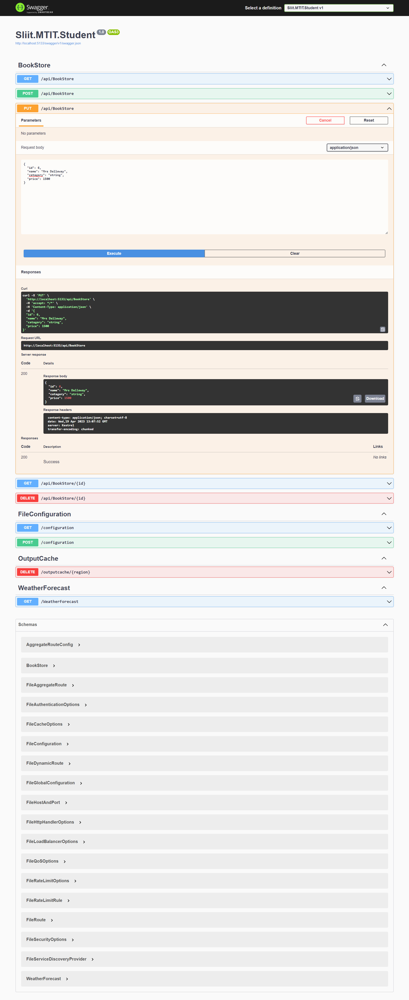 Swagger.
Supported by SMARTBEAR
Select a definition
Sliit.MTIT.Student v1
Sliit.MTIT.Student 1.0 OAS3
http://localhost:5133/swagger/v1/swagger.json
BookStore
GET /api/BookStore
POST /api/BookStore
PUT /api/BookStore
Parameters
Cancel
Reset
No parameters
Request body
application/json
{
"id": 6,
"name": "Mrs Dalloway",
"catagory": "string",
"price": 1500
}
Execute
Clear
Responses
Curl
curl -X 'PUT' \
'http://localhost:5133/api/BookStore' \
-H 'accept: */*' \
-H 'Content-Type: application/json' \
-d '{
"id": 6,
"name": "Mrs Dalloway",
"catagory": "string",
"price": 1500
}'
Request URL
http://localhost:5133/api/BookStore
Server response
Code Details
200
Response body
{
"id": 6,
"name": "Mrs Dalloway",
"catagory": "string",
"price": 1500
}
Download
Response headers
content-type: application/json; charset=utf-8
date: Wed,19 Apr 2023 13:07:52 GMT
server: Kestrel
transfer-encoding: chunked
Responses
Code Description Links
200 No links
Success
GET /api/BookStore/{id}
DELETE /api/BookStore/{id}
FileConfiguration
GET /configuration
POST /configuration
OutputCache
DELETE /outputcache/{region}
WeatherForecast
GET /WeatherForecast
Schemas
AggregateRouteConfig
BookStore
FileAggregateRoute
FileAuthenticationOptions
FileCacheOptions
FileConfiguration
FileDynamicRoute
FileGlobalConfiguration
FileHostAndPort
FileHttpHandlerOptions
FileLoadBalancerOptions
FileQoSOptions
FileRateLimitOptions
FileRateLimitRule
FileRoute
FileSecurityOptions
FileServiceDiscoveryProvider
WeatherForecast